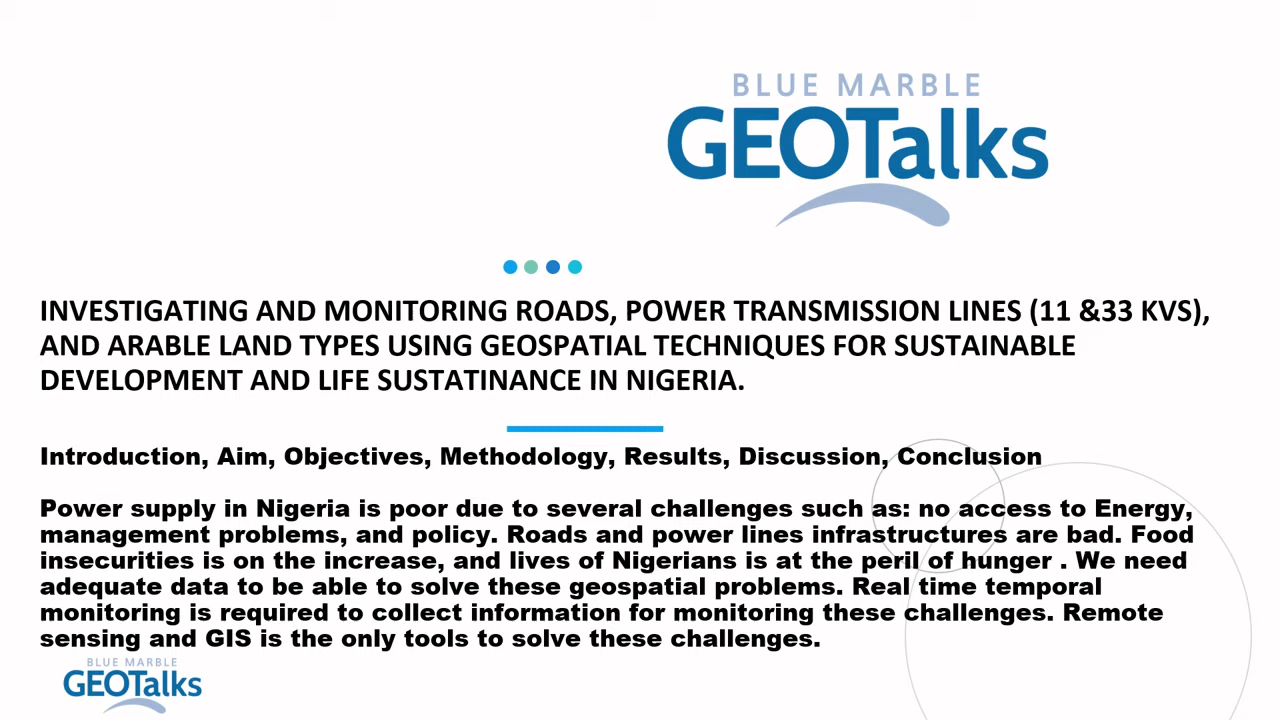 BLUE MARBLE
GEOTalks
INVESTIGATING AND MONITORING ROADS, POWER TRANSMISSION LINES (11 &33 KVS),
AND ARABLE LAND TYPES USING GEOSPATIAL TECHNIQUES FOR SUSTAINABLE
DEVELOPMENT AND LIFE SUSTATINANCE IN NIGERIA.
Introduction, Aim, Objectives, Methodology, Results, Discussion, Conclusion
Power supply in Nigeria is poor due to several challenges such as: no access to Energy,
management problems, and policy. Roads and power lines infrastructures are bad. Food
insecurities is on the increase, and lives of Nigerians is at the peril of hunger . We need
adequate data to be able to solve these geospatial problems. Real time temporal
monitoring is required to collect information for monitoring these challenges. Remote
sensing and GIS is the only tools to solve these challenges.
BLUE MARBLE
GEOTalks